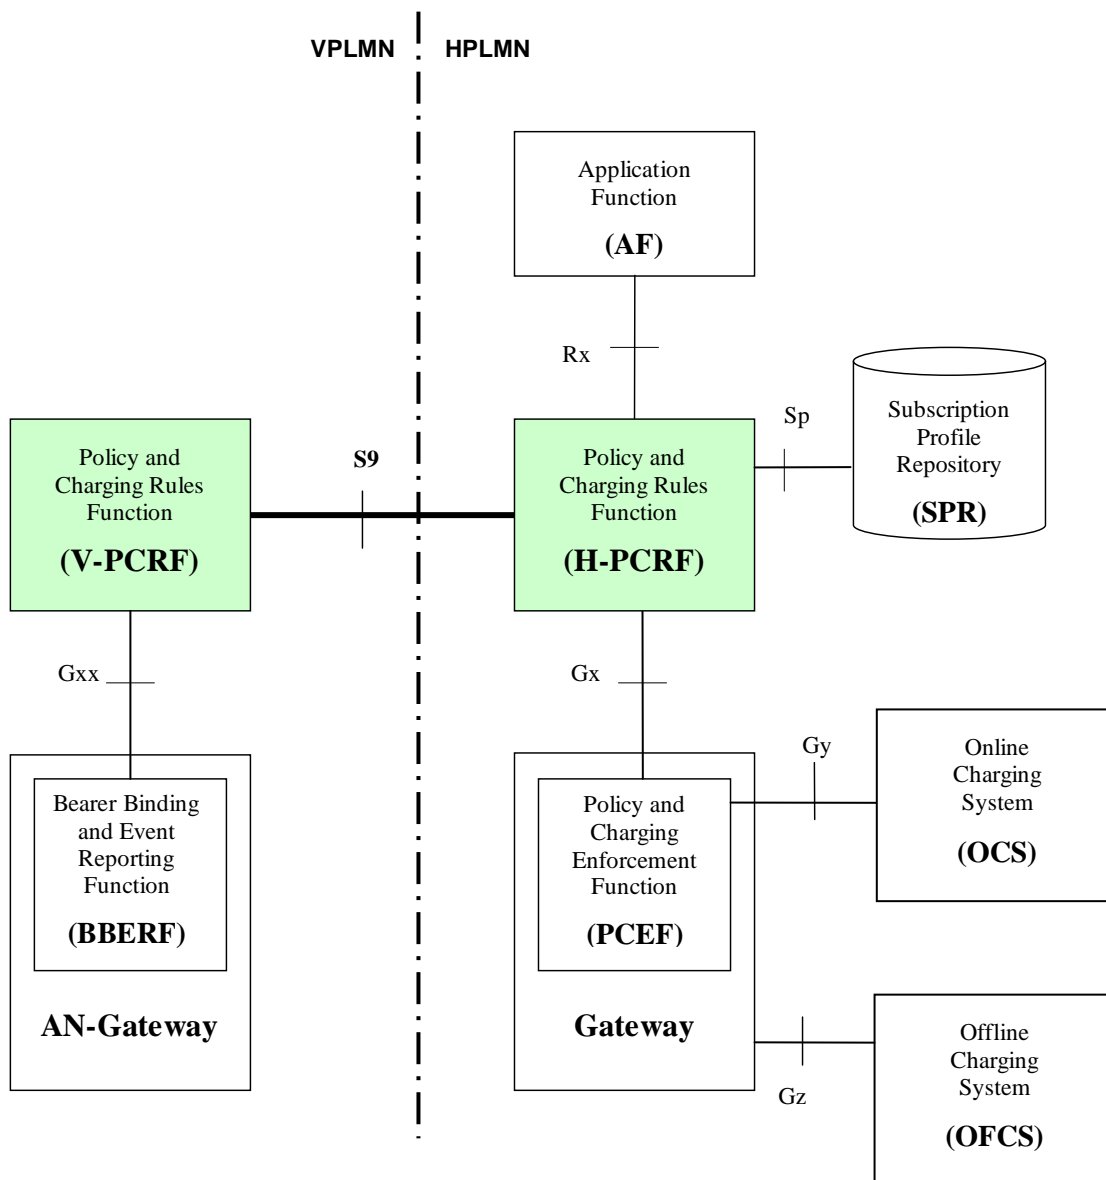 VPLMN
HPLMN
Application
Function
(AF)
Rx
Sp
Subscription
Profile
Repository
(SPR)
Policy and
Charging Rules
Function
(V-PCRF)
S9
Policy and
Charging Rules
Function
(H-PCRF)
Gxx
Gx
Bearer Binding
and Event
Reporting
Function
(BBERF)
AN-Gateway
Policy and
Charging
Enforcement
Function
(PCEF)
Gateway
Gy
Online
Charging
System
(OCS)
Gz
Offline
Charging
System
(OFCS)